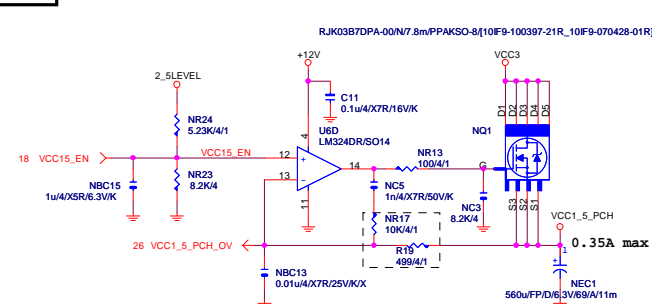 RJK03B7DPA-00/N/7.8m/PPAKSO-8/[10IF9-100397-21R_10IF9-070428-01R]
+12V
VCC3
2_5LEVEL
C11
0.1u/4/X7R/16V/K
D1
D2
D3
D4
D5
NR24
5.23K/4/1
4
U6D
LM324DR/SO14
NQ1
18 VCC15_EN
VCC15_EN
12
+
14
NR13
100/4/1
G
13
-
NBC15
1u/4/X5R/6.3V/K
NR23
8.2K/4
11
NC5
1n/4/X7R/50V/K
NC3
8.2K/4
S3
S2
S1
NR17
10K/4/1
VCC1_5_PCH
26 VCC1_5_PCH_OV
R19
499/4/1
0.35A max
1
+
NBC13
0.01u/4/X7R/25V/K/X
NEC1
560u/FP/D/6.3V/69/A/11m